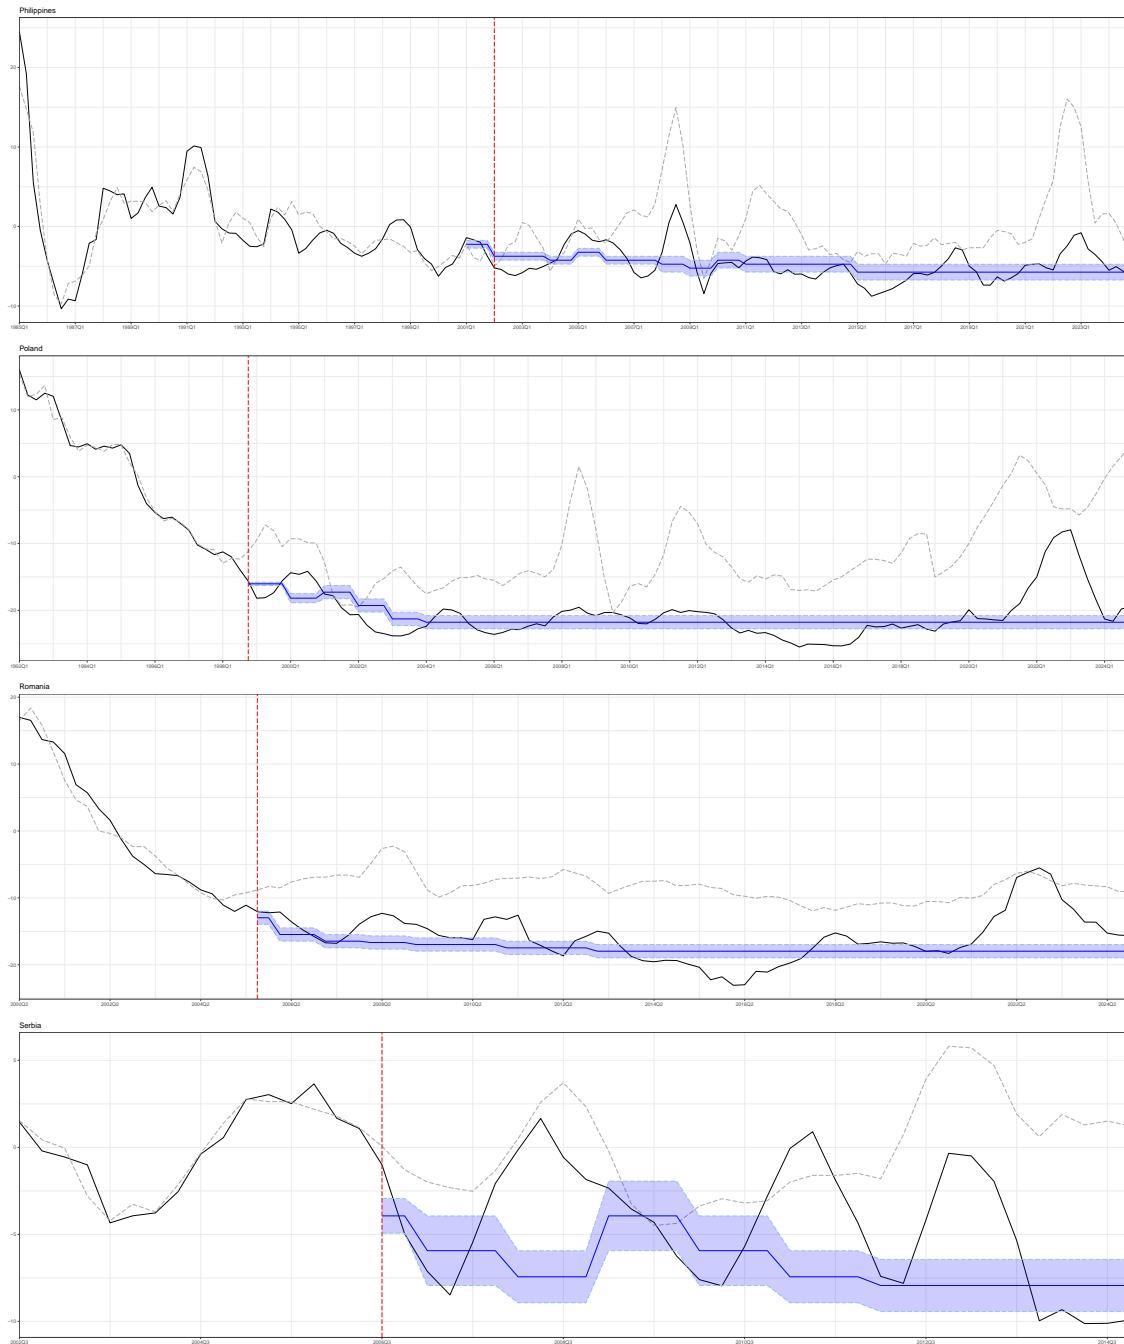 Philippines
20
10
0
-10
1985Q1 1987Q1 1989Q1 1991Q1 1993Q1 1995Q1 1997Q1 1999Q1 2001Q1 2003Q1 2005Q1 2007Q1 2009Q1 2011Q1 2013Q1 2015Q1 2017Q1 2019Q1 2021Q1 2023Q1
Poland
10
0
-10
-20
1992Q1 1994Q1 1996Q1 1998Q1 2000Q1 2002Q1 2004Q1 2006Q1 2008Q1 2010Q1 2012Q1 2014Q1 2016Q1 2018Q1 2020Q1 2022Q1 2024Q1
Romania
20
10
0
-10
-20
2000Q2 2002Q2 2004Q2 2006Q2 2008Q2 2010Q2 2012Q2 2014Q2 2016Q2 2018Q2 2020Q2 2022Q2 2024Q2
Serbia
5
0
-5
-10
2002Q3 2004Q3 2006Q3 2008Q3 2010Q3 2012Q3 2014Q3